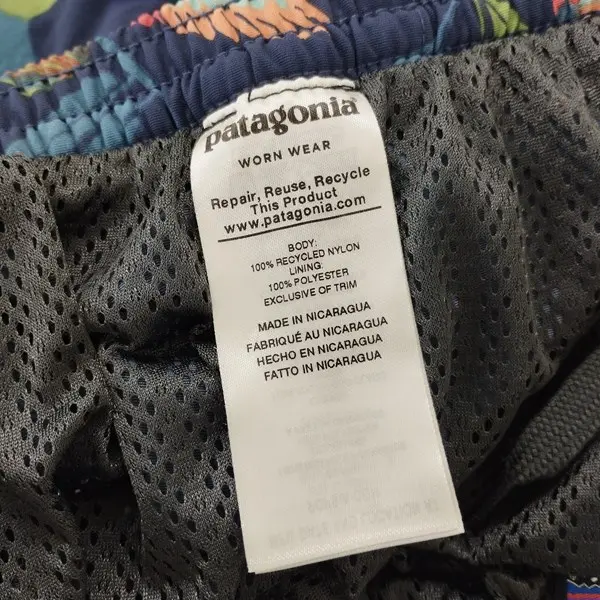 patagonia
WORN WEAR
Repair, Reuse, Recycle
This Product
www.patagonia.com
BODY:
100% RECYCLED NYLON
LINING:
100% POLYESTER
EXCLUSIVE OF TRIM
MADE IN NICARAGUA
FABRIQUÉ AU NICARAGUA
HECHO EN NICARAGUA
FATTO IN NICARAGUA